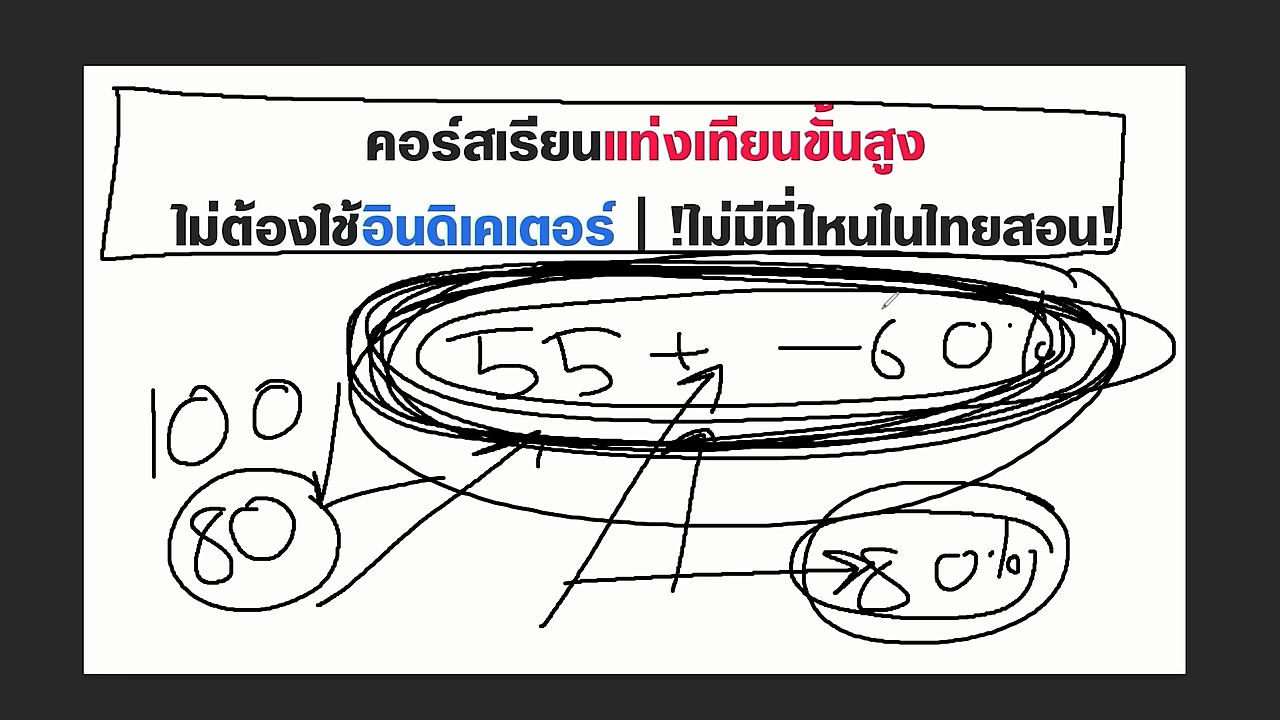 คอร์สเรียนแท่งเทียนขั้นสูง
ไม่ต้องใช้อินดิเคเตอร์ | !ไม่มีที่ไหนในไทยสอน!
55 + — 60%
100
80
80%